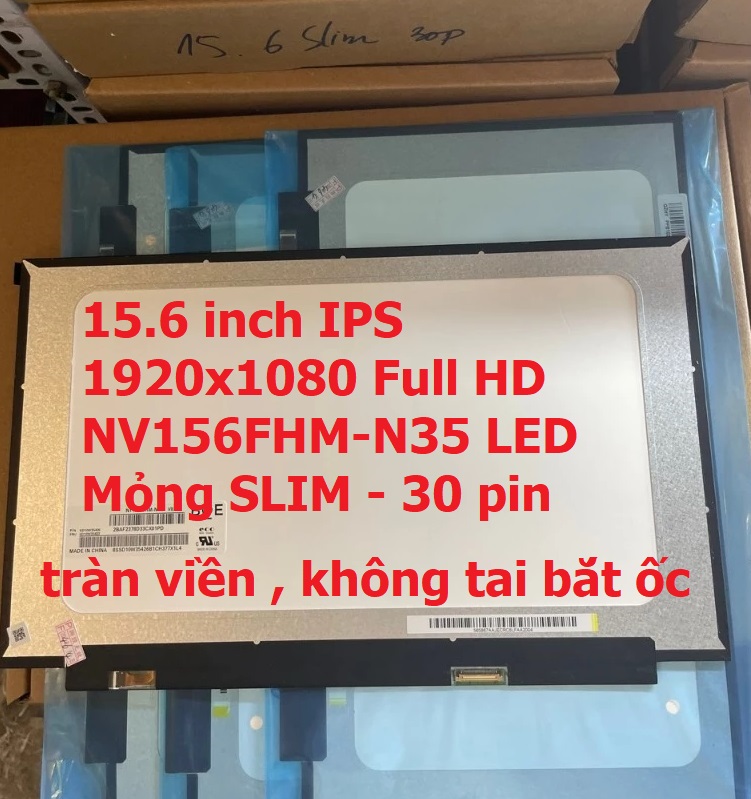 15.6 Slim 30p
15.6 inch IPS
1920x1080 Full HD
NV156FHM-N35 LED
Mỏng SLIM - 30 pin
MADE IN CHINA
tràn viền , không tai bắt ốc